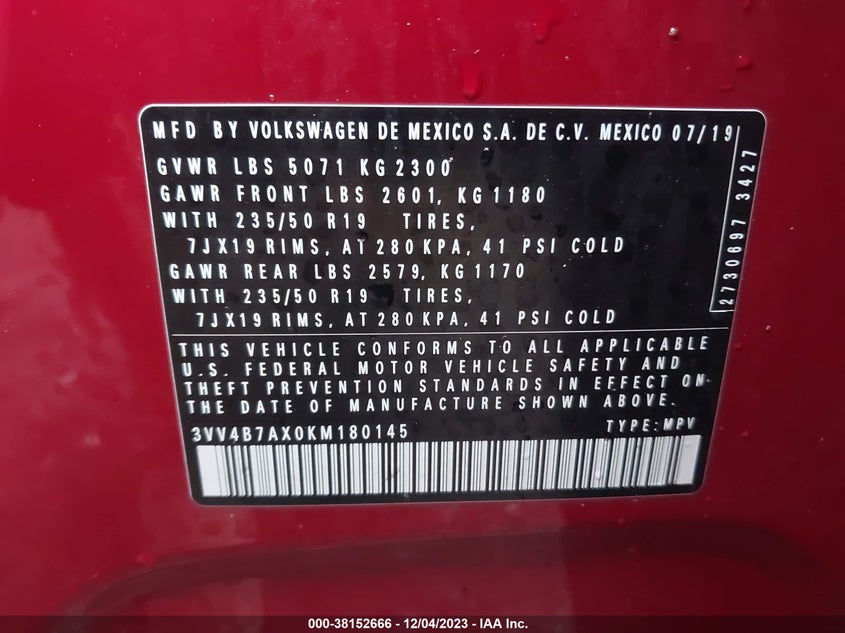 MFD BY VOLKSWAGEN DE MEXICO S.A. DE C.V. MEXICO 07/19
GVWR LBS 5071 KG 2300
GAWR FRONT LBS 2601, KG 1180
WITH 235/50 R19 TIRES,
7JX19 RIMS, AT 280 KPA, 41 PSI COLD
GAWR REAR LBS 2579, KG 1170
WITH 235/50 R19 TIRES,
7JX19 RIMS, AT 280 KPA, 41 PSI COLD
2730697 3427
THIS VEHICLE CONFORMS TO ALL APPLICABLE
U.S. FEDERAL MOTOR VEHICLE SAFETY AND
THEFT PREVENTION STANDARDS IN EFFECT ON
THE DATE OF MANUFACTURE SHOWN ABOVE.
3VV4B7AX0KM180145 TYPE: MPV
000-38152666 - 12/04/2023 - IAA Inc.